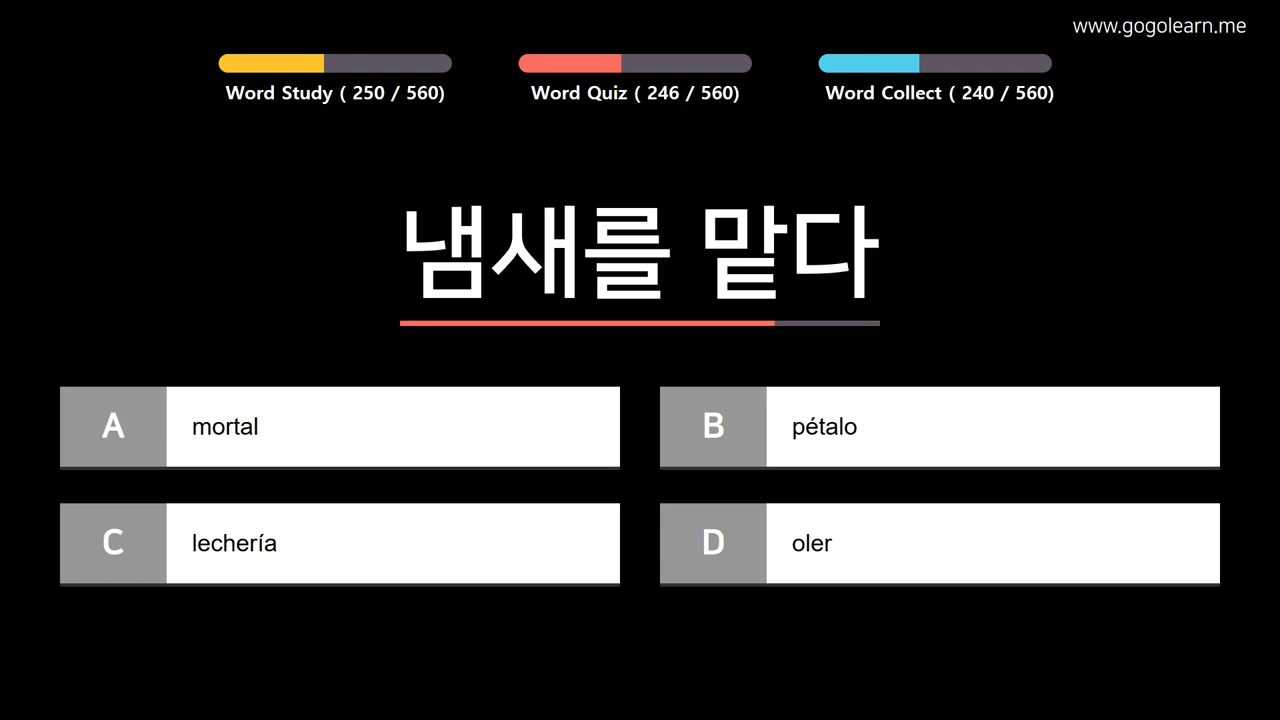 www.gogolearn.me
Word Study ( 250 / 560)
Word Quiz ( 246 / 560)
Word Collect ( 240 / 560)
냄새를 맡다
A mortal
B pétalo
C lechería
D oler